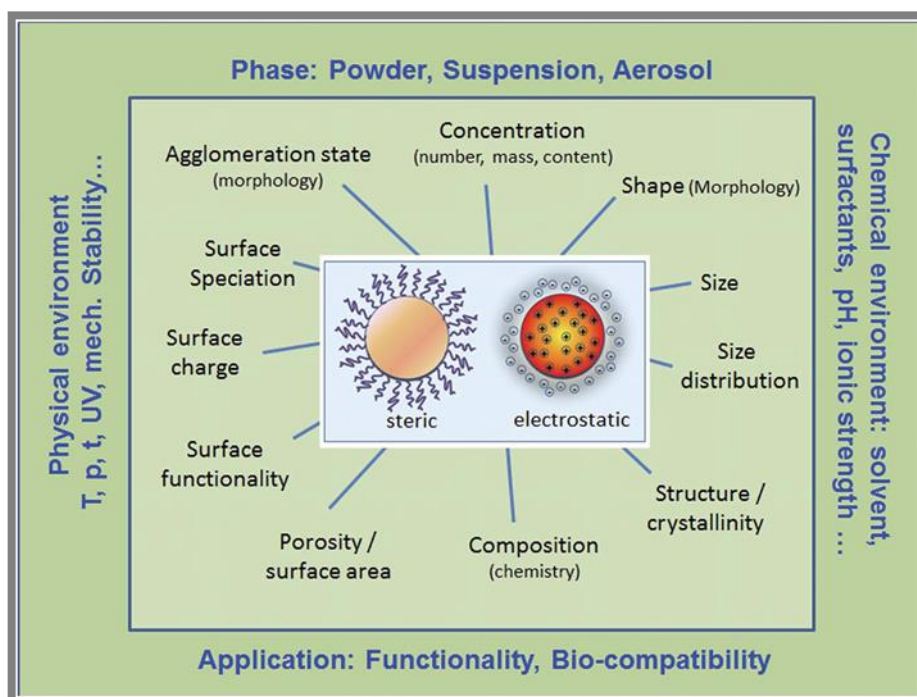 Phase: Powder, Suspension, Aerosol
Physical environment
T, p, t, UV, mech. Stability...
Concentration
(number, mass, content)
Agglomeration state
(morphology)
Shape (Morphology)
Surface
Speciation
Size
Surface
charge
Size
distribution
steric
electrostatic
Surface
functionality
Structure /
crystallinity
Porosity /
surface area
Composition
(chemistry)
Chemical environment: solvent,
surfactants, pH, ionic strength ...
Application: Functionality, Bio-compatibility